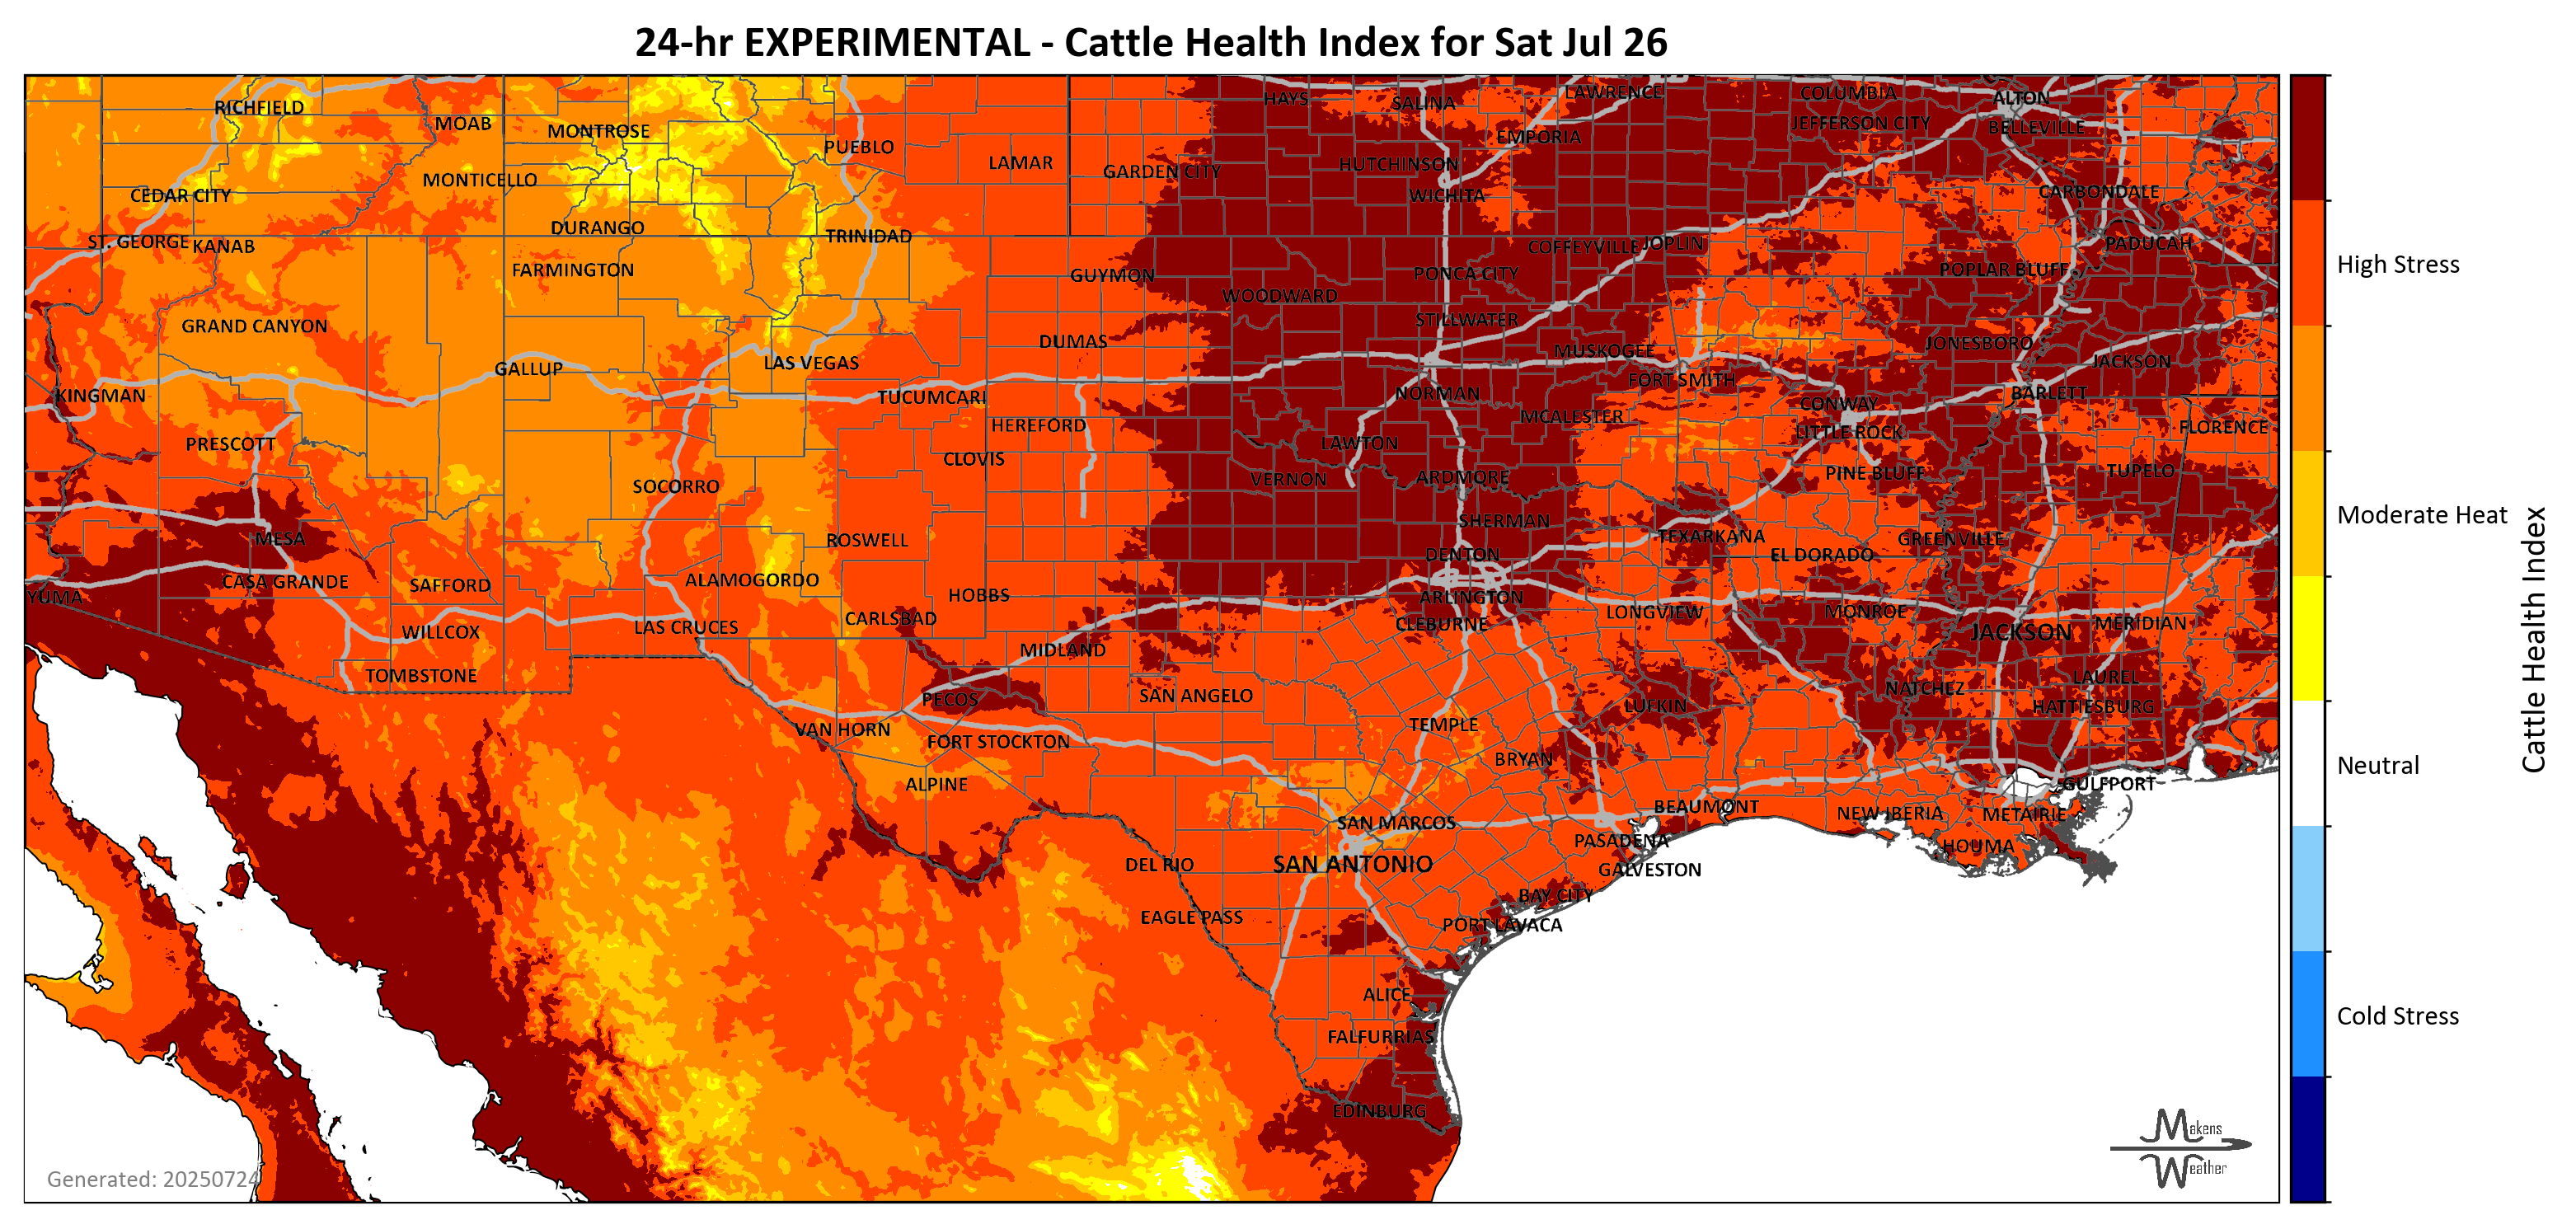 24-hr EXPERIMENTAL - Cattle Health Index for Sat Jul 26
RICHFIELD
MOAB
MONTROSE
PUEBLO
LAMAR
GARDEN CITY
HAYS
SALINA
LAWRENCE
EMPORIA
COLUMBIA
JEFFERSON CITY
ALTON
BELLEVILLE
HUTCHINSON
WICHITA
CEDAR CITY
MONTICELLO
DURANGO
TRINIDAD
CARBONDALE
ST. GEORGE
KANAB
FARMINGTON
GUYMON
WOODWARD
PONCA CITY
COFFEYVILLE
JOPLIN
POPLAR BLUFF
PADUCAH
High Stress
GRAND CANYON
STILLWATER
DUMAS
MUSKOGEE
JONESBORO
GALLUP
LAS VEGAS
JACKSON
KINGMAN
TUCUMCARI
NORMAN
FORT SMITH
BARLETT
HEREFORD
MCALESTER
CONWAY
LITTLE ROCK
FLORENCE
PRESCOTT
CLOVIS
LAWTON
VERNON
ARDMORE
PINE BLUFF
TUPELO
SOCORRO
Moderate Heat
MESA
ROSWELL
SHERMAN
DENTON
TEXARKANA
EL DORADO
GREENVILLE
YUMA
CASA GRANDE
SAFFORD
ALAMOGORDO
HOBBS
ARLINGTON
LONGVIEW
MONROE
WILLCOX
LAS CRUCES
CARLSBAD
CLEBURNE
JACKSON
MERIDIAN
MIDLAND
TOMBSTONE
PECOS
SAN ANGELO
LUFKIN
NATCHEZ
LAUREL
HATTIESBURG
VAN HORN
FORT STOCKTON
TEMPLE
BRYAN
Neutral
ALPINE
GULFPORT
SAN MARCOS
BEAUMONT
NEW IBERIA
METAIRIE
PASADENA
HOUMA
DEL RIO
SAN ANTONIO
GALVESTON
EAGLE PASS
BAY CITY
PORT LAVACA
ALICE
Cold Stress
FALFURRIAS
EDINBURG
Cattle Health Index
Makens
Weather
Generated: 20250724